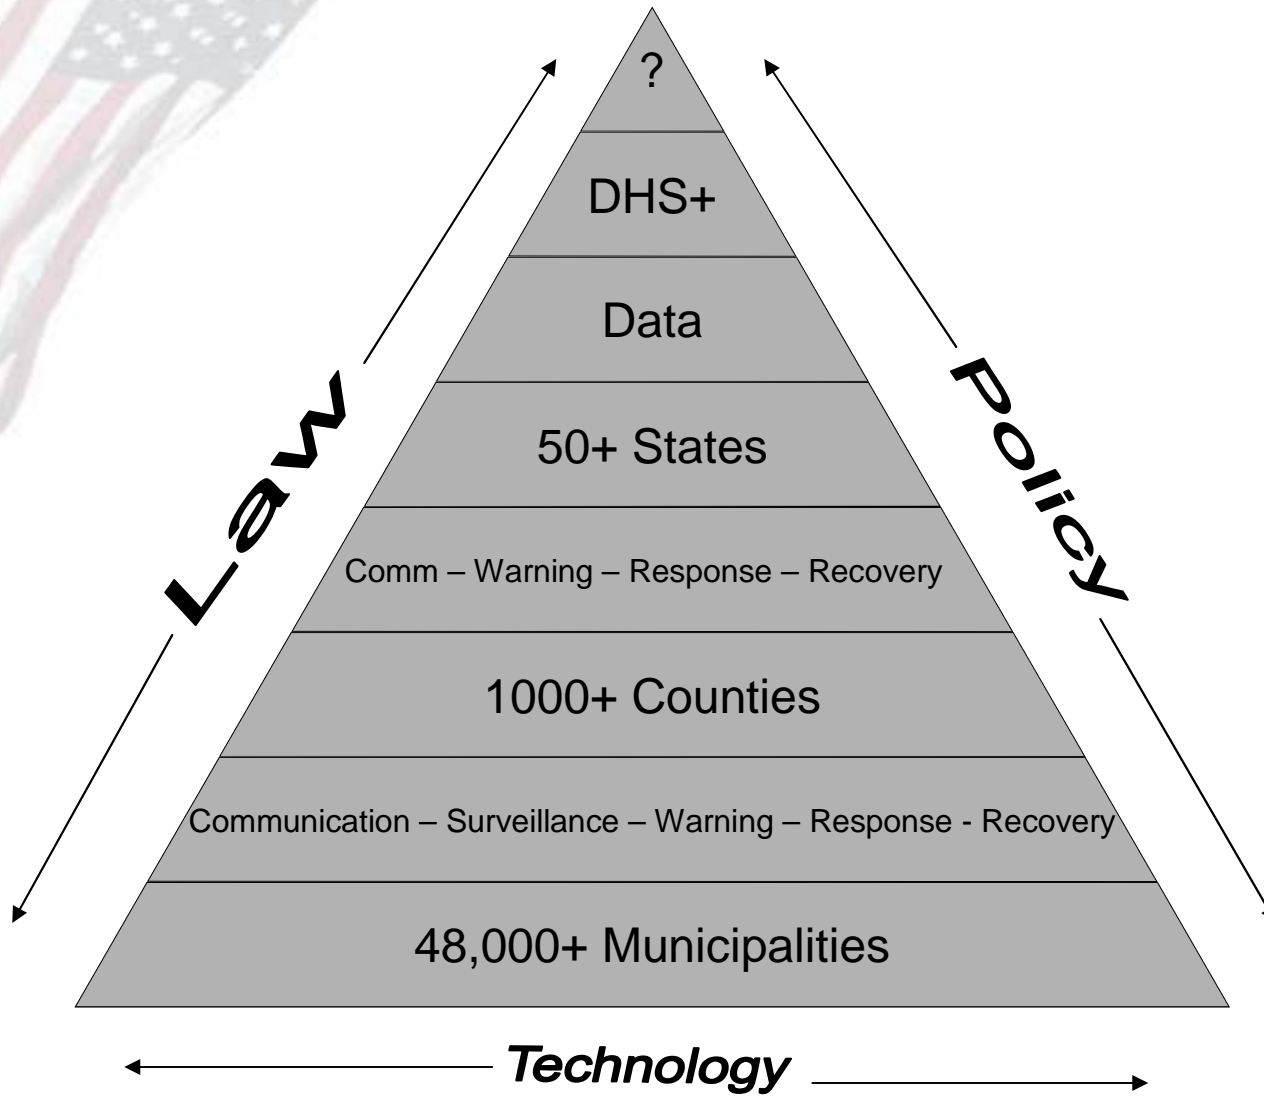 ?
DHS+
Data
50+ States
Comm – Warning – Response – Recovery
1000+ Counties
Communication – Surveillance – Warning – Response - Recovery
48,000+ Municipalities
Law
Policy
Technology